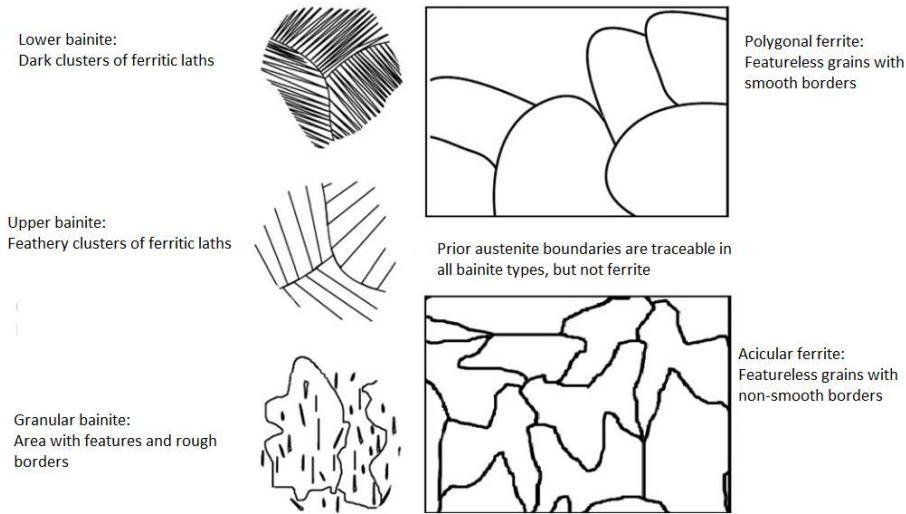 Lower bainite:
Dark clusters of ferritic laths
Polygonal ferrite:
Featureless grains with
smooth borders
Upper bainite:
Feathery clusters of ferritic laths
Prior austenite boundaries are traceable in
all bainite types, but not ferrite
Acicular ferrite:
Featureless grains with
non-smooth borders
Granular bainite:
Area with features and rough
borders